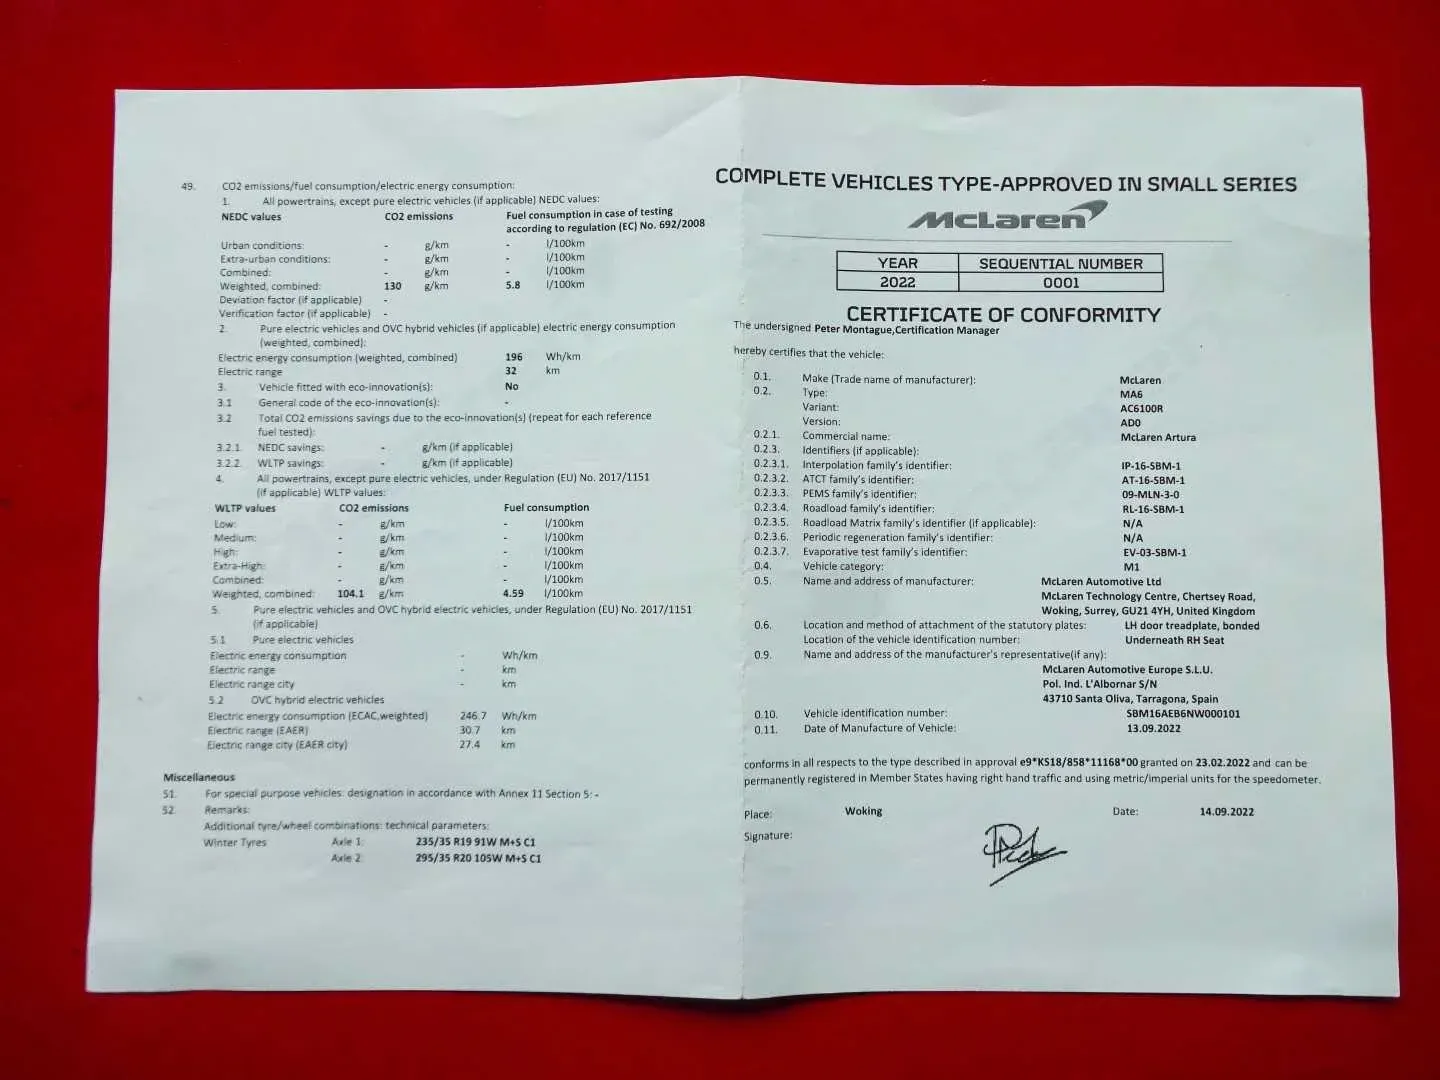 49. CO2 emissions/fuel consumption/electric energy consumption:
1. All powertrains, except pure electric vehicles (if applicable) NEDC values:
NEDC values CO2 emissions Fuel consumption in case of testing
according to regulation (EC) No. 692/2008
Urban conditions: - g/km - l/100km
Extra-urban conditions: - g/km - l/100km
Combined: - g/km - l/100km
Weighted, combined: 130 g/km 5.8 l/100km
Deviation factor (if applicable) -
Verification factor (if applicable) -
2. Pure electric vehicles and OVC hybrid vehicles (if applicable) electric energy consumption
(weighted, combined):
Electric energy consumption (weighted, combined) 196 Wh/km
Electric range 32 km
3. Vehicle fitted with eco-innovation(s): No
3.1 General code of the eco-innovation(s): -
3.2 Total CO2 emissions savings due to the eco-innovation(s) (repeat for each reference
fuel tested):
3.2.1. NEDC savings: - g/km (if applicable)
3.2.2. WLTP savings: - g/km (if applicable)
4. All powertrains, except pure electric vehicles, under Regulation (EU) No. 2017/1151
(if applicable) WLTP values:
WLTP values CO2 emissions Fuel consumption
Low: - g/km - l/100km
Medium: - g/km - l/100km
High: - g/km - l/100km
Extra-High: - g/km - l/100km
Combined: - g/km - l/100km
Weighted, combined: 104.1 g/km 4.59 l/100km
5. Pure electric vehicles and OVC hybrid electric vehicles, under Regulation (EU) No. 2017/1151
(if applicable)
5.1 Pure electric vehicles
Electric energy consumption - Wh/km
Electric range - km
Electric range city - km
5.2 OVC hybrid electric vehicles
Electric energy consumption (ECAC,weighted) 246.7 Wh/km
Electric range (EAER) 30.7 km
Electric range city (EAER city) 27.4 km
Miscellaneous
51. For special purpose vehicles: designation in accordance with Annex 11 Section 5: -
52. Remarks:
Additional tyre/wheel combinations: technical parameters:
Winter Tyres Axle 1: 235/35 R19 91W M+S C1
Axle 2: 295/35 R20 105W M+S C1
COMPLETE VEHICLES TYPE-APPROVED IN SMALL SERIES
McLaren
YEAR SEQUENTIAL NUMBER
2022 0001
CERTIFICATE OF CONFORMITY
The undersigned Peter Montague,Certification Manager
hereby certifies that the vehicle:
0.1. Make (Trade name of manufacturer): McLaren
0.2. Type: MA6
Variant: AC6100R
Version: AD0
0.2.1. Commercial name: McLaren Artura
0.2.3. Identifiers (if applicable):
0.2.3.1. Interpolation family's identifier: IP-16-SBM-1
0.2.3.2. ATCT family's identifier: AT-16-SBM-1
0.2.3.3. PEMS family's identifier: 09-MLN-3-0
0.2.3.4. Roadload family's identifier: RL-16-SBM-1
0.2.3.5. Roadload Matrix family's identifier (if applicable): N/A
0.2.3.6. Periodic regeneration family's identifier: N/A
0.2.3.7. Evaporative test family's identifier: EV-03-SBM-1
0.4. Vehicle category: M1
0.5. Name and address of manufacturer: McLaren Automotive Ltd
McLaren Technology Centre, Chertsey Road,
Woking, Surrey, GU21 4YH, United Kingdom
0.6. Location and method of attachment of the statutory plates: LH door treadplate, bonded
Location of the vehicle identification number: Underneath RH Seat
0.9. Name and address of the manufacturer's representative(if any):
McLaren Automotive Europe S.L.U.
Pol. Ind. L'Albornar S/N
43710 Santa Oliva, Tarragona, Spain
0.10. Vehicle identification number: SBM16AEB6NW000101
0.11. Date of Manufacture of Vehicle: 13.09.2022
conforms in all respects to the type described in approval e9*KS18/858*11168*00 granted on 23.02.2022 and can be
permanently registered in Member States having right hand traffic and using metric/imperial units for the speedometer.
Place: Woking Date: 14.09.2022
Signature: